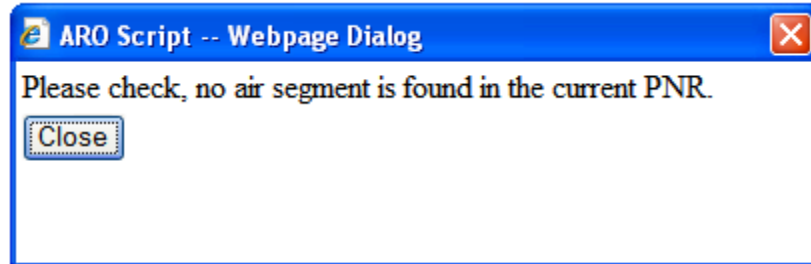 ARO Script -- Webpage Dialog
Please check, no air segment is found in the current PNR.
Close